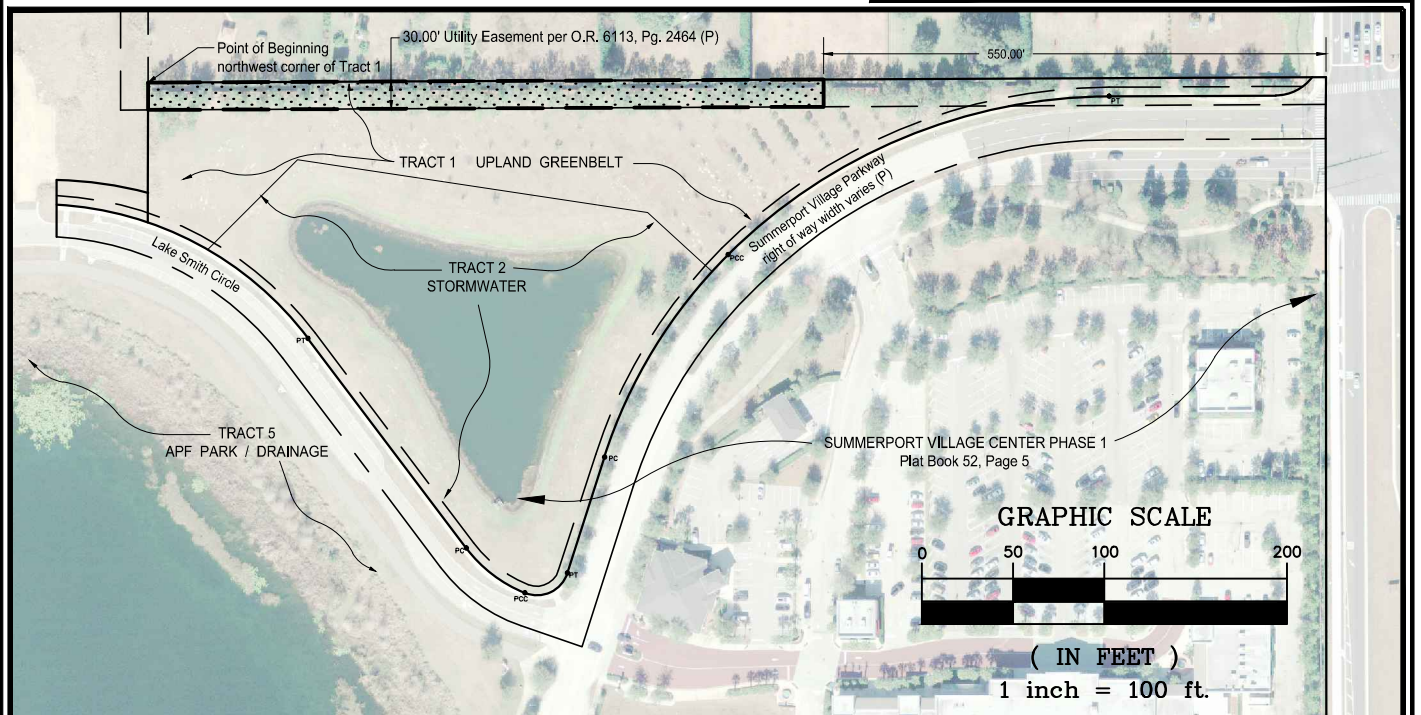 Point of Beginning
northwest corner of Tract 1
30.00' Utility Easement per O.R. 6113, Pg. 2464 (P)
550.00'
PT
TRACT 1 UPLAND GREENBELT
Summerport Village Parkway
right of way width varies (P)
PCC
Lake Smith Circle
TRACT 2
STORMWATER
PT
TRACT 5
APF PARK / DRAINAGE
PC
SUMMERPORT VILLAGE CENTER PHASE 1
Plat Book 52, Page 5
PC
PT
PCC
GRAPHIC SCALE
0 50 100 200
( IN FEET )
1 inch = 100 ft.